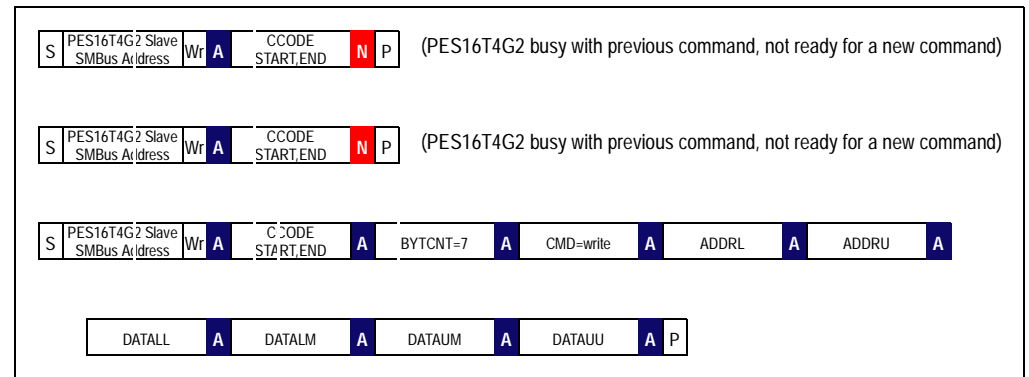 S PES16T4G2 Slave SMBus Address Wr A CCODE START,END N P (PES16T4G2 busy with previous command, not ready for a new command)
S PES16T4G2 Slave SMBus Address Wr A CCODE START,END N P (PES16T4G2 busy with previous command, not ready for a new command)
S PES16T4G2 Slave SMBus Address Wr A CCODE START,END A BYTCNT=7 A CMD=write A ADDRL A ADDRU A
DATALL A DATALM A DATAUM A DATAUU A P